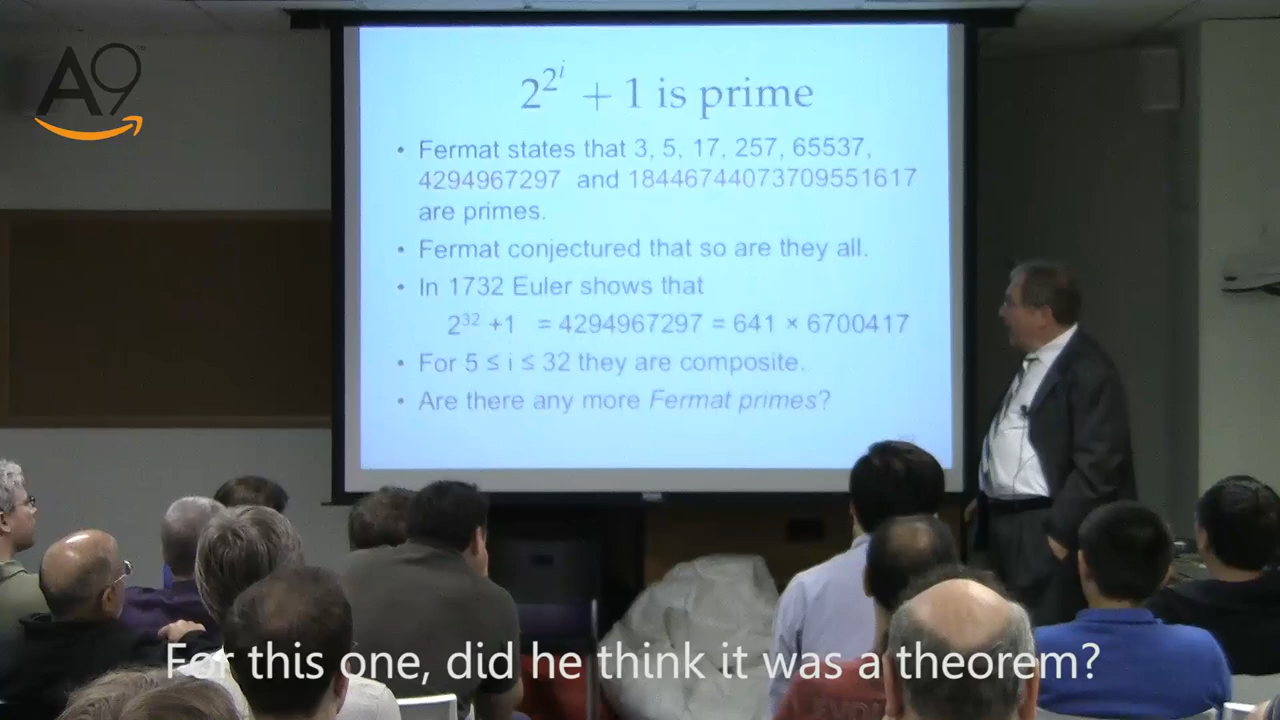 A9
2^{2^i} + 1 is prime
• Fermat states that 3, 5, 17, 257, 65537,
4294967297 and 18446744073709551617
are primes.
• Fermat conjectured that so are they all.
• In 1732 Euler shows that
2³² +1 = 4294967297 = 641 × 6700417
• For 5 ≤ i ≤ 32 they are composite.
• Are there any more Fermat primes?
For this one, did he think it was a theorem?